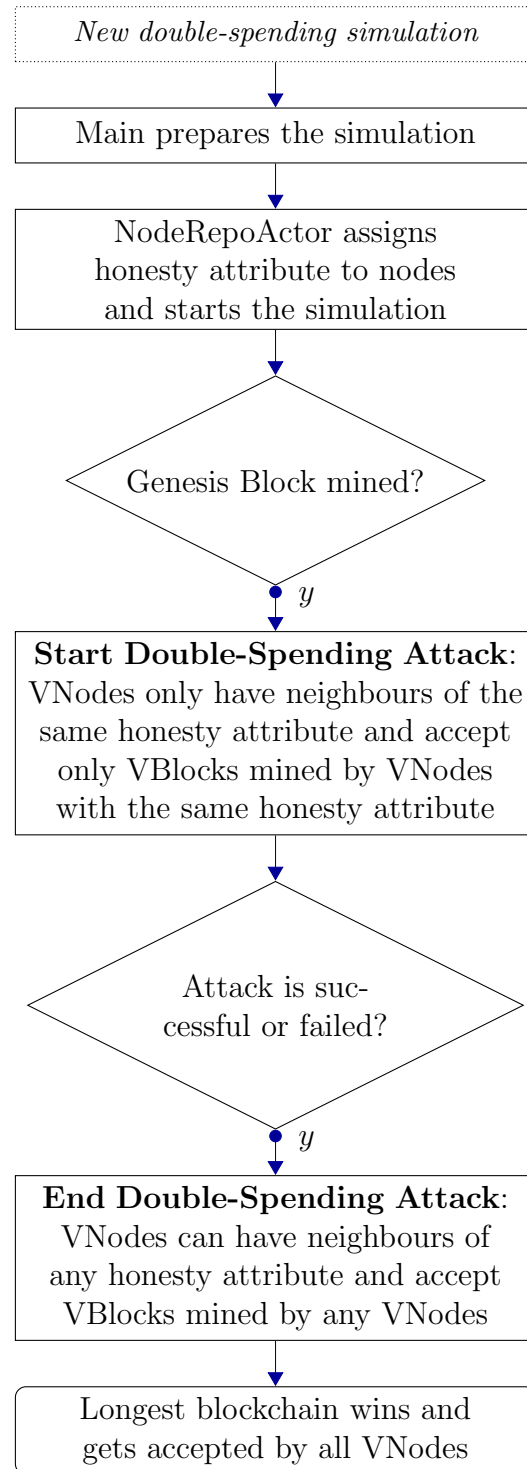 New double-spending simulation
Main prepares the simulation
NodeRepoActor assigns
honesty attribute to nodes
and starts the simulation
Genesis Block mined?
y
Start Double-Spending Attack:
VNodes only have neighbours of the
same honesty attribute and accept
only VBlocks mined by VNodes
with the same honesty attribute
Attack is suc-
cessful or failed?
y
End Double-Spending Attack:
VNodes can have neighbours of
any honesty attribute and accept
VBlocks mined by any VNodes
Longest blockchain wins and
gets accepted by all VNodes